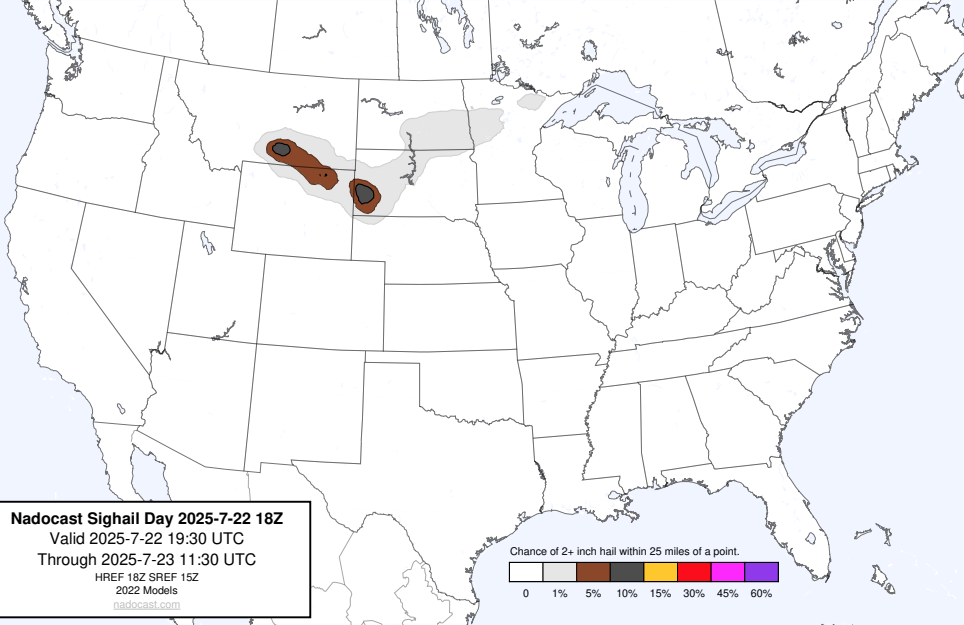 Nadocast Sighail Day 2025-7-22 18Z
Valid 2025-7-22 19:30 UTC
Through 2025-7-23 11:30 UTC
HREF 18Z SREF 15Z
2022 Models
nadocast.com
Chance of 2+ inch hail within 25 miles of a point.
0 1% 5% 10% 15% 30% 45% 60%